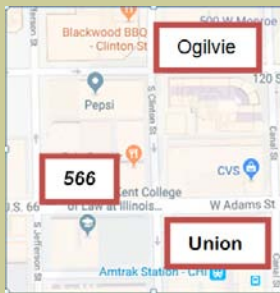 Blackwood BBQ
- Clinton St
500 W Monroe
Ogilvie
120 S
Pepsi
S Clinton St
Canal St
566
CVS
Kent College
of Law at Illinois...
U.S. 66
W Adams St
S Jefferson St
Union
Amtrak Station - CHI